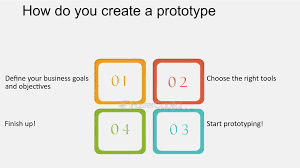 How do you create a prototype
Define your business goals
and objectives
01
02
Choose the right tools
Finish up!
04
03
Start prototyping!